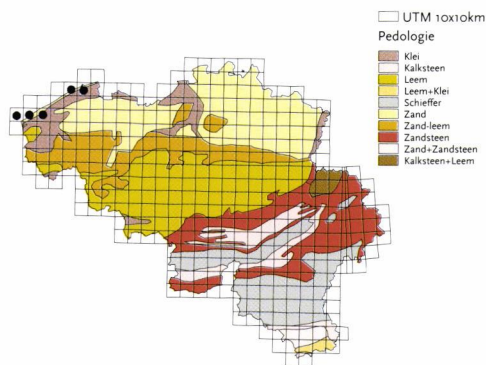 UTM 10x10km
Pedologie
Klei
Kalksteen
Leem
Leem+Klei
Schieffer
Zand
Zand-leem
Zandsteen
Zand+Zandsteen
Kalksteen+Leem